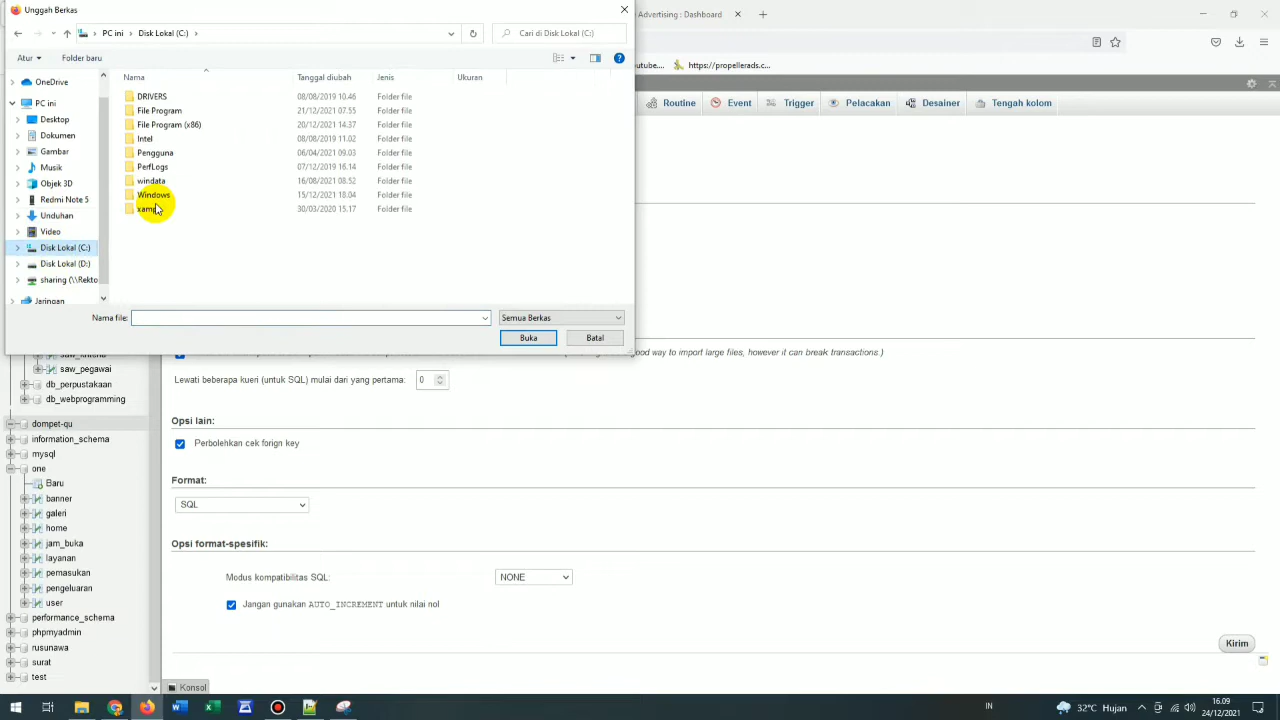 Unggah Berkas
Advertising : Dashboard
PC ini
Disk Lokal (C:)
Cari di Disk Lokal (C:)
Atur
Folder baru
utube....
https://propellerads.c...
Nama
Tanggal diubah
Jenis
Ukuran
OneDrive
PC ini
Desktop
Dokumen
Gambar
Musik
Objek 3D
Redmi Note 5
Unduhan
Video
Disk Lokal (C:)
Disk Lokal (D:)
sharing (\\Rekto
Jaringan
DRIVERS 08/08/2019 10.46 Folder file
File Program 21/12/2021 07.55 Folder file
File Program (x86) 20/12/2021 14.37 Folder file
Intel 08/08/2019 11.02 Folder file
Pengguna 06/04/2021 09.03 Folder file
PerfLogs 07/12/2019 16.14 Folder file
windata 16/08/2021 08.52 Folder file
Windows 15/12/2021 18.04 Folder file
30/03/2020 15.17 Folder file
Nama file:
Semua Berkas
Buka
Batal
Routine
Event
Trigger
Pelacakan
Desainer
Tengah kolom
good way to import large files, however it can break transactions.)
Lewati beberapa kueri (untuk SQL) mulai dari yang pertama: 0
Opsi lain:
Perbolehkan cek forign key
Format:
SQL
Opsi format-spesifik:
Modus kompatibilitas SQL:
NONE
Jangan gunakan AUTO_INCREMENT untuk nilai nol
Kirim
saw_pegawai
db_perpustakaan
db_webprogramming
dompet-qu
information_schema
mysql
one
Baru
banner
galeri
home
jam_buka
layanan
pemasukan
pengeluaran
user
performance_schema
phpmyadmin
rusunawa
surat
test
Konsol
32°C Hujan
IN
16.09
24/12/2021